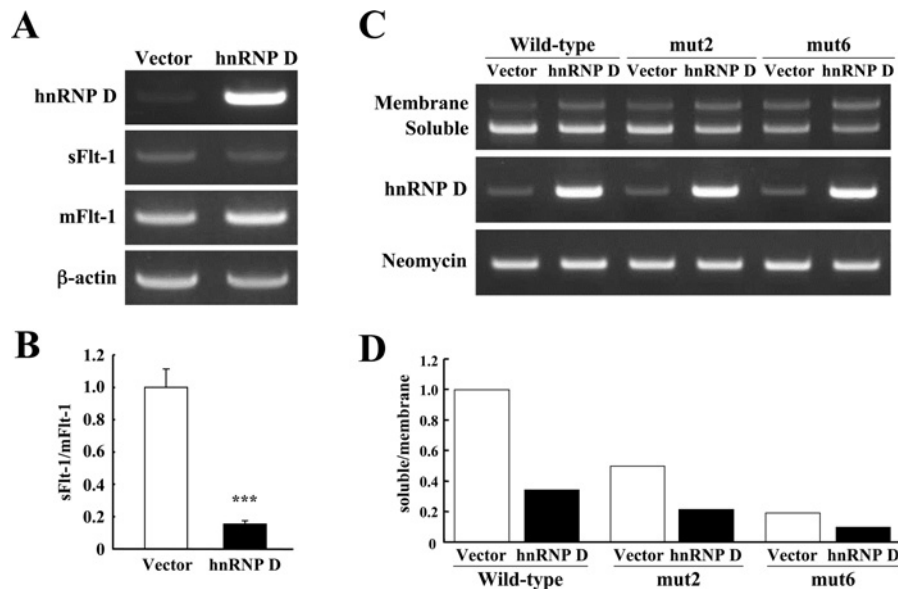 A
Vector hnRNP D
hnRNP D
sFlt-1
mFlt-1
β-actin
B
sFlt-1/mFlt-1
1.2
1.0
0.8
0.6
0.4
0.2
0
***
Vector hnRNP D
C
Wild-type mut2 mut6
Vector hnRNP D Vector hnRNP D Vector hnRNP D
Membrane
Soluble
hnRNP D
Neomycin
D
soluble/membrane
1.2
1.0
0.8
0.6
0.4
0.2
0
Vector hnRNP D Vector hnRNP D Vector hnRNP D
Wild-type mut2 mut6